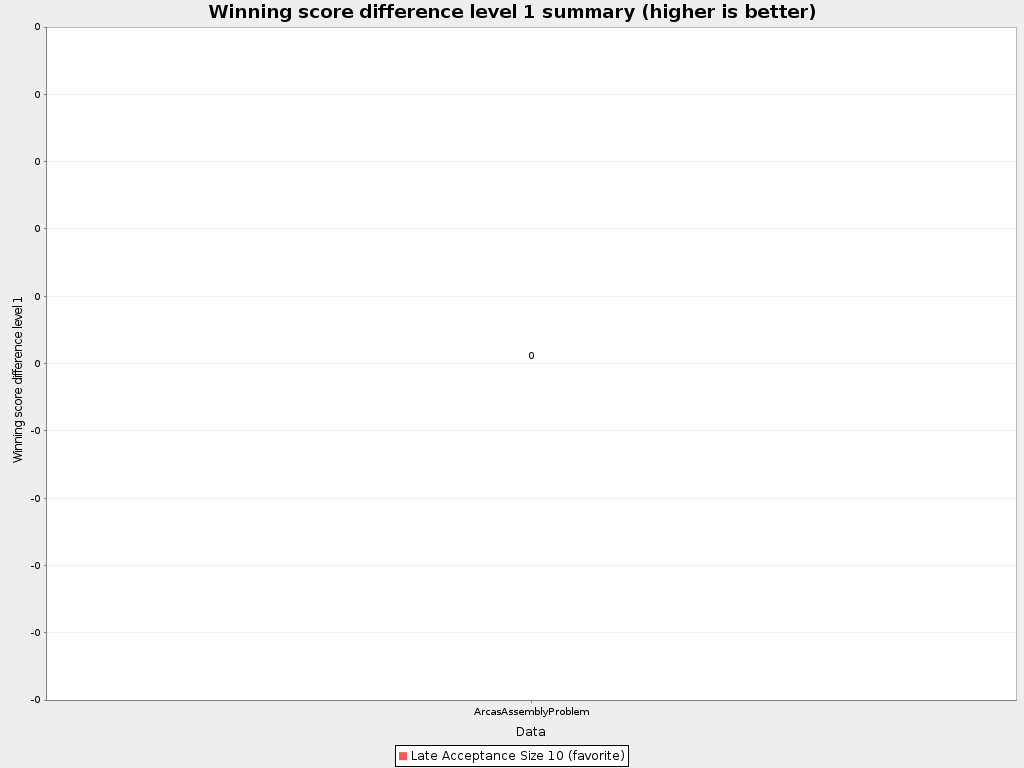 Winning score difference level 1 summary (higher is better)
0
0
0
0
0
0
-0
-0
-0
-0
-0
Winning score difference level 1
0
ArcasAssemblyProblem
Data
Late Acceptance Size 10 (favorite)